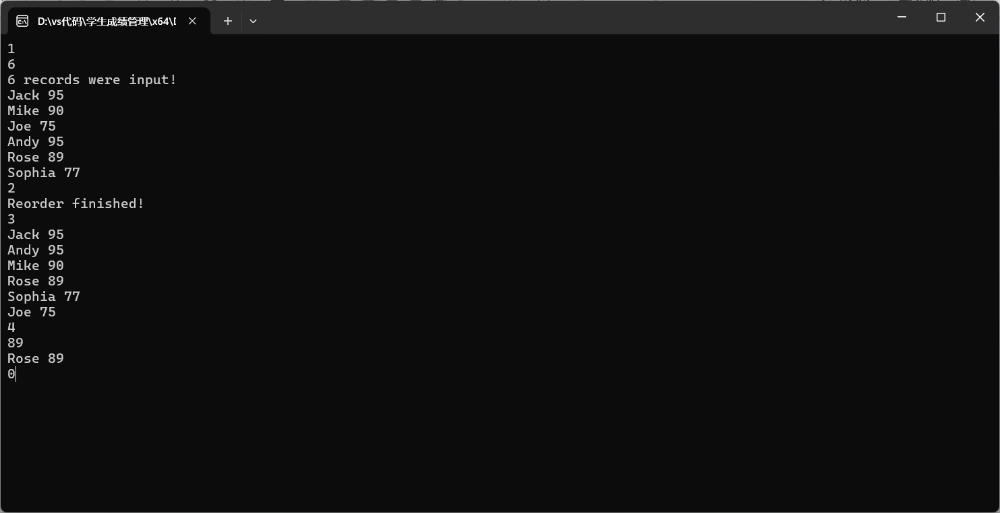 D:\vs代码\学生成绩管理\x64\D
1
6
6 records were input!
Jack 95
Mike 90
Joe 75
Andy 95
Rose 89
Sophia 77
2
Reorder finished!
3
Jack 95
Andy 95
Mike 90
Rose 89
Sophia 77
Joe 75
4
89
Rose 89
0